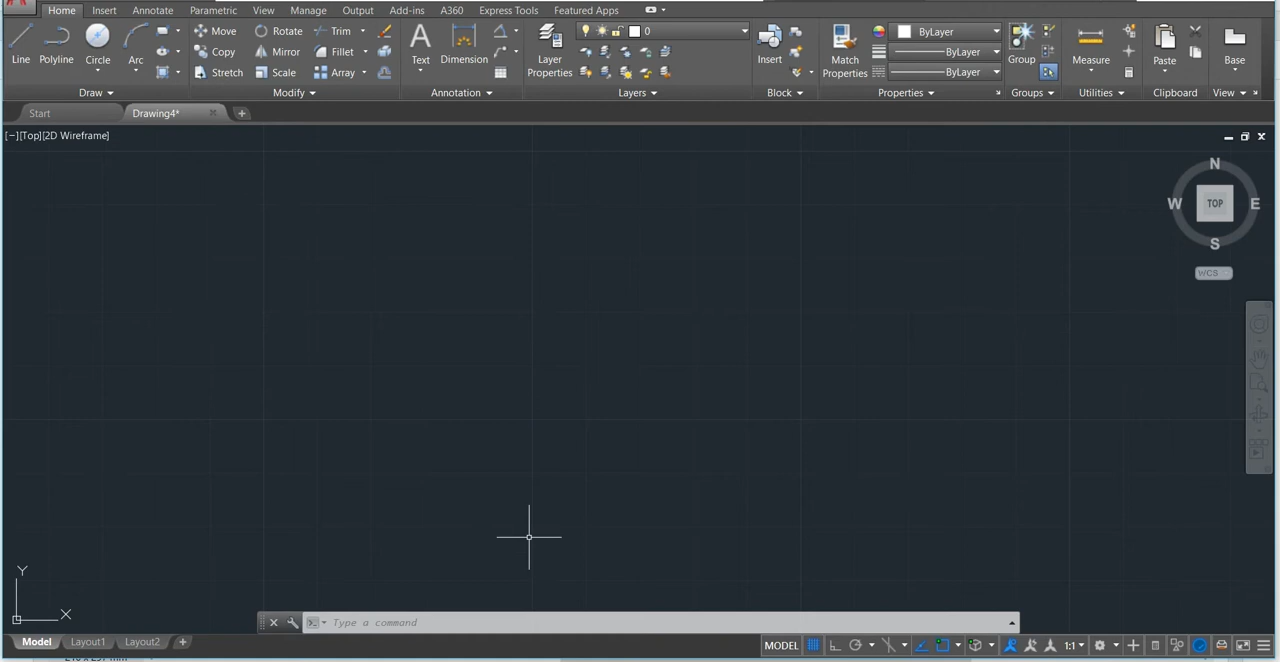 Home Insert Annotate Parametric View Manage Output Add-ins A360 Express Tools Featured Apps
Line
Polyline
Circle
Arc
Move
Rotate
Trim
Copy
Mirror
Fillet
Stretch
Scale
Array
Text
Dimension
Layer
Properties
0
Insert
Match
Properties
ByLayer
ByLayer
ByLayer
Group
Measure
Paste
Base
Draw Modify Annotation Layers Block Properties Groups Utilities Clipboard View
Start Drawing4*
[−][Top][2D Wireframe]
N
W TOP E
S
WCS
Y
X
Type a command
Model Layout1 Layout2
MODEL 1:1